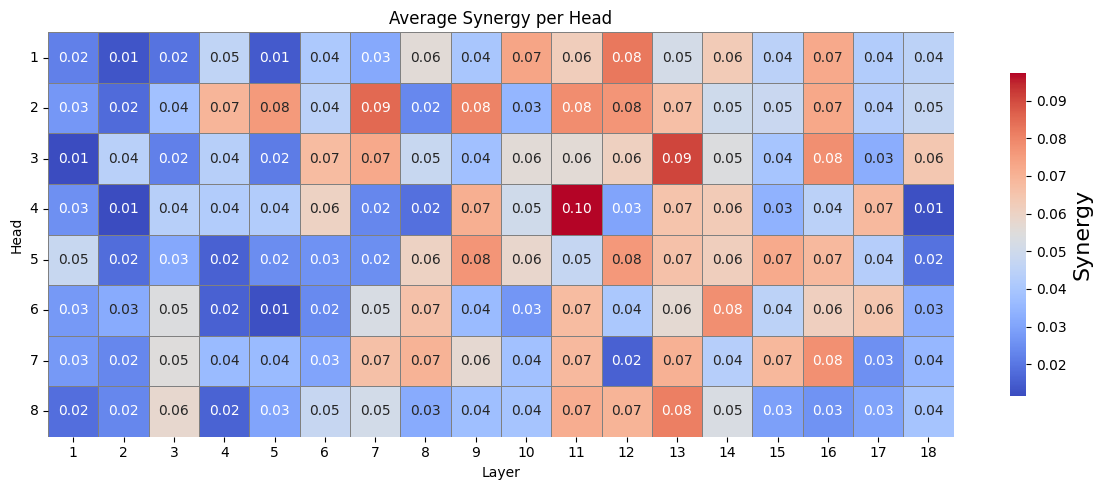 Average Synergy per Head
1 0.02 0.01 0.02 0.05 0.01 0.04 0.03 0.06 0.04 0.07 0.06 0.08 0.05 0.06 0.04 0.07 0.04 0.04
2 0.03 0.02 0.04 0.07 0.08 0.04 0.09 0.02 0.08 0.03 0.08 0.08 0.07 0.05 0.05 0.07 0.04 0.05
3 0.01 0.04 0.02 0.04 0.02 0.07 0.07 0.05 0.04 0.06 0.06 0.06 0.09 0.05 0.04 0.08 0.03 0.06
4 0.03 0.01 0.04 0.04 0.04 0.06 0.02 0.02 0.07 0.05 0.10 0.03 0.07 0.06 0.03 0.04 0.07 0.01
5 0.05 0.02 0.03 0.02 0.02 0.03 0.02 0.06 0.08 0.06 0.05 0.08 0.07 0.06 0.07 0.07 0.04 0.02
6 0.03 0.03 0.05 0.02 0.01 0.02 0.05 0.07 0.04 0.03 0.07 0.04 0.06 0.08 0.04 0.06 0.06 0.03
7 0.03 0.02 0.05 0.04 0.04 0.03 0.07 0.07 0.06 0.04 0.07 0.02 0.07 0.04 0.07 0.08 0.03 0.04
8 0.02 0.02 0.06 0.02 0.03 0.05 0.05 0.03 0.04 0.04 0.07 0.07 0.08 0.05 0.03 0.03 0.03 0.04
1 2 3 4 5 6 7 8 9 10 11 12 13 14 15 16 17 18
Layer
Head
0.09
0.08
0.07
0.06
0.05
0.04
0.03
0.02
Synergy